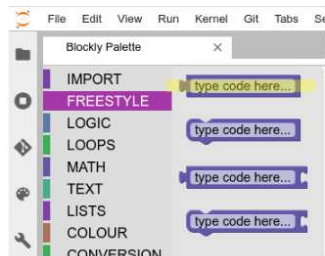 File Edit View Run Kernel Git Tabs
Blockly Palette
IMPORT
FREESTYLE
LOGIC
LOOPS
MATH
TEXT
LISTS
COLOUR
CONVERSION
type code here...
type code here...
type code here...
type code here...